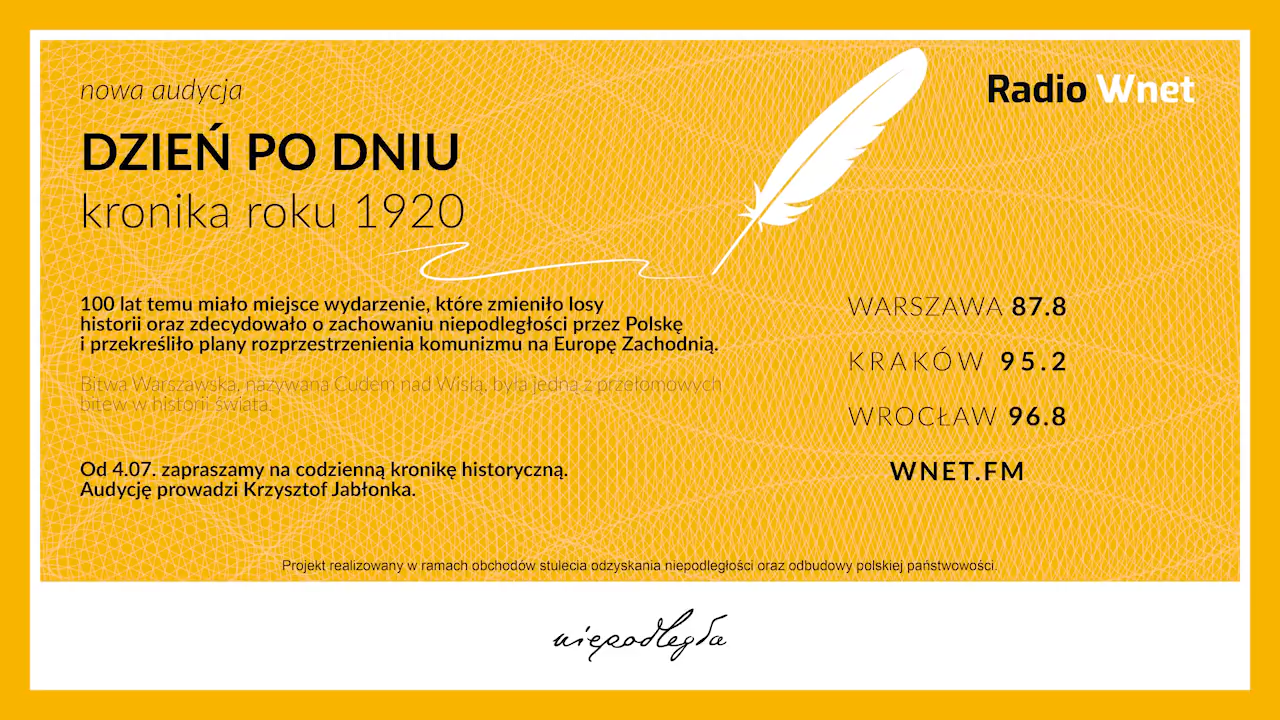 nowa audycja
Radio Wnet
DZIEŃ PO DNIU
kronika roku 1920
100 lat temu miało miejsce wydarzenie, które zmieniło losy
historii oraz zdecydowało o zachowaniu niepodległości przez Polskę
i przekreśliło plany rozprzestrzenienia komunizmu na Europę Zachodnią.
Bitwa Warszawska, nazywana Cudem nad Wisłą, była jedną z przełomowych
bitew w historii świata.
Od 4.07. zapraszamy na codzienną kronikę historyczną.
Audycję prowadzi Krzysztof Jabłonka.
WARSZAWA 87.8
KRAKÓW 95.2
WROCŁAW 96.8
WNET.FM
Projekt realizowany w ramach obchodów stulecia odzyskania niepodległości oraz odbudowy polskiej państwowości.
niepodległa